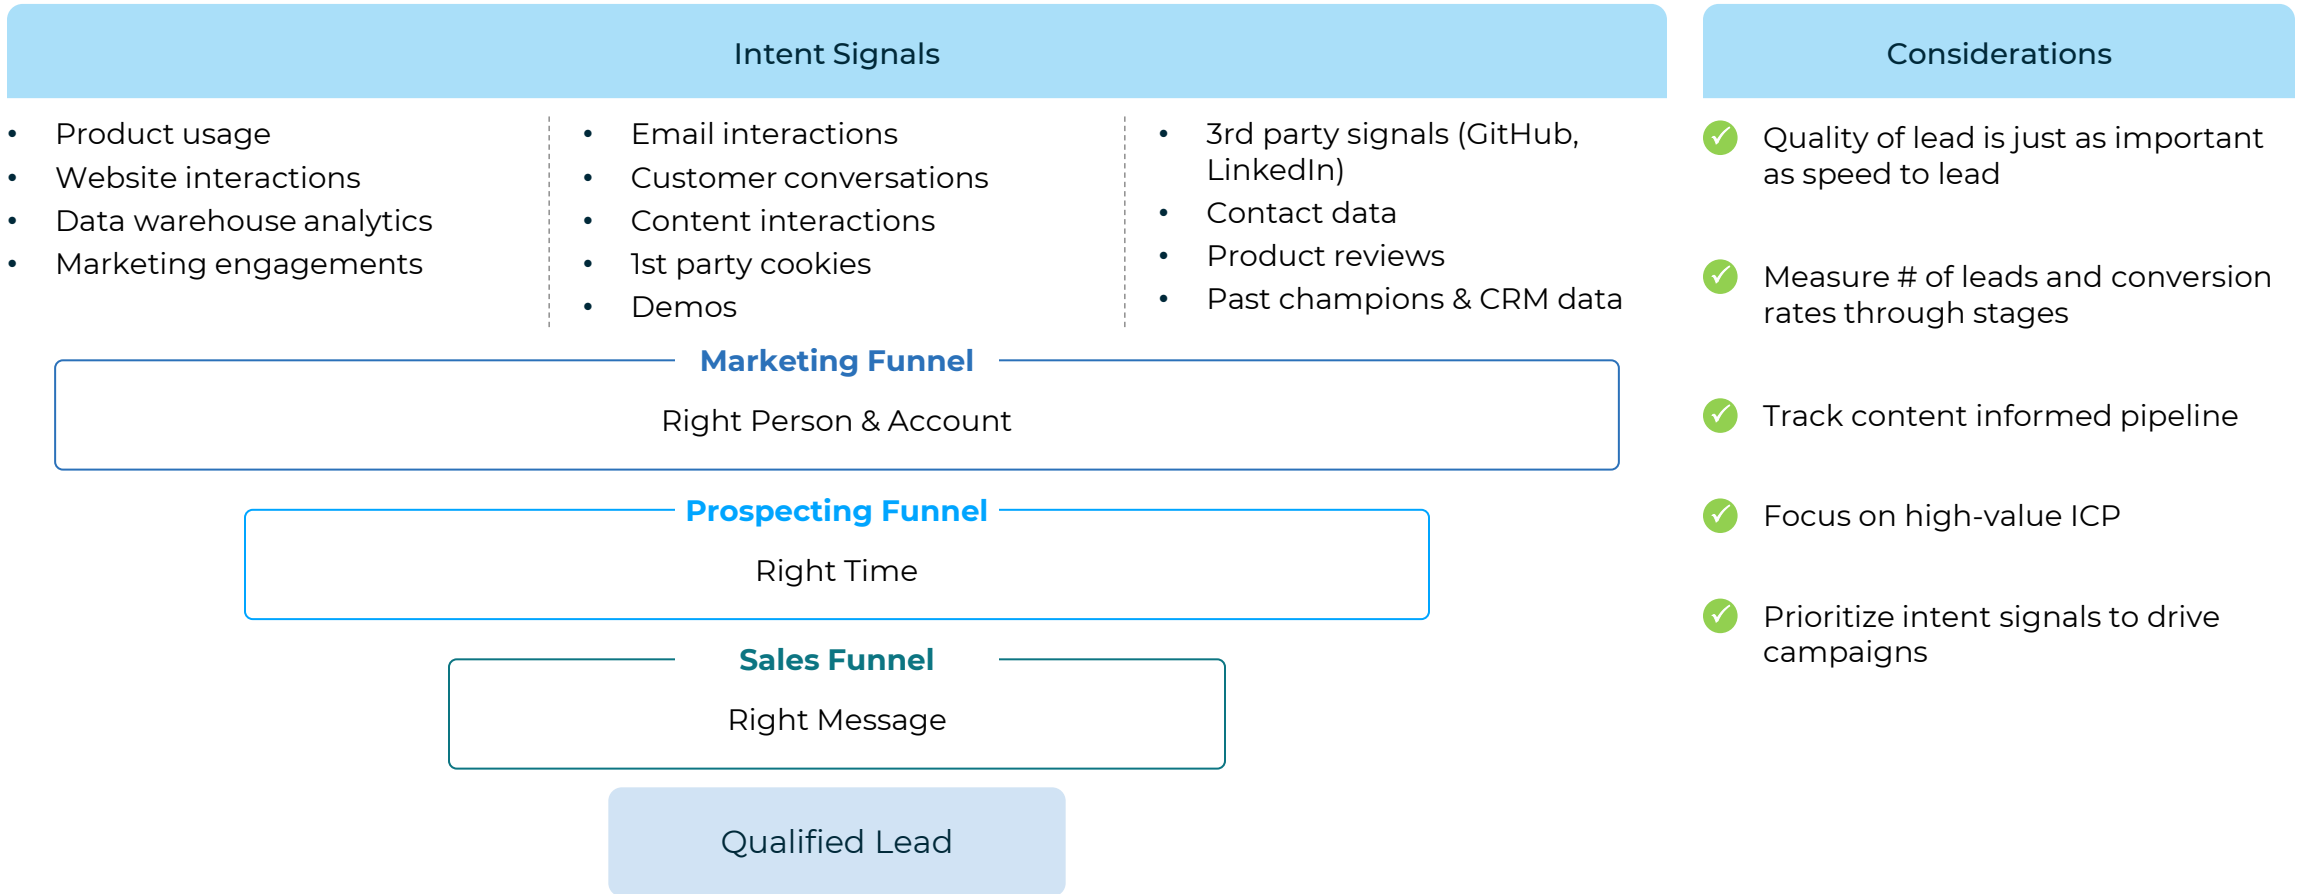 Intent Signals
• Product usage
• Website interactions
• Data warehouse analytics
• Marketing engagements
• Email interactions
• Customer conversations
• Content interactions
• 1st party cookies
• Demos
• 3rd party signals (GitHub,
LinkedIn)
• Contact data
• Product reviews
• Past champions & CRM data
Marketing Funnel
Right Person & Account
Prospecting Funnel
Right Time
Sales Funnel
Right Message
Qualified Lead
Considerations
Quality of lead is just as important
as speed to lead
Measure # of leads and conversion
rates through stages
Track content informed pipeline
Focus on high-value ICP
Prioritize intent signals to drive
campaigns